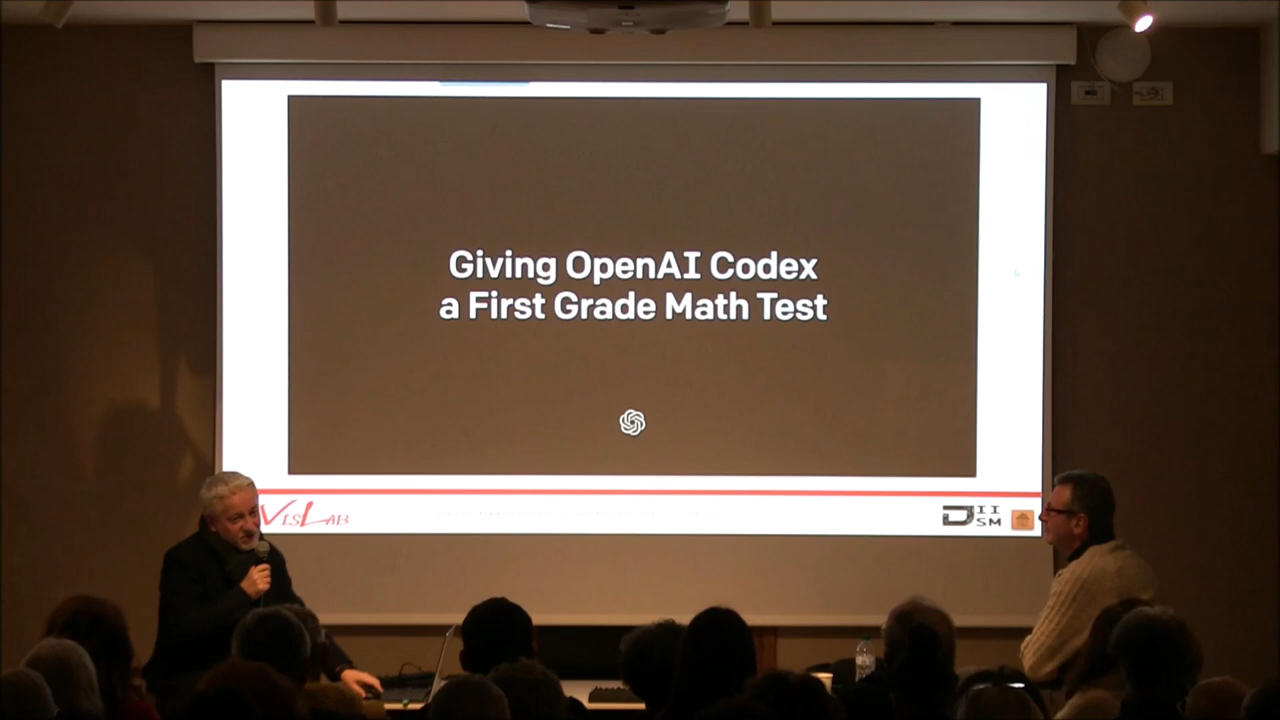 Giving OpenAI Codex
a First Grade Math Test
VISLAB
DII
SM